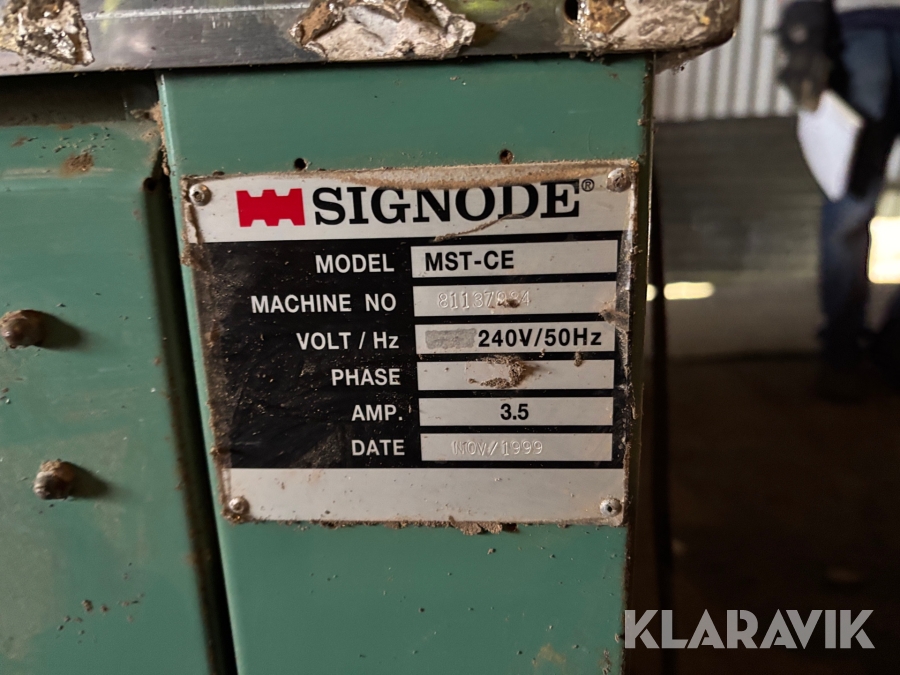 SIGNODE®
MODEL MST-CE
MACHINE NO
VOLT / Hz 240V/50Hz
PHASE
AMP. 3.5
DATE NOV/1999
KLARAVIK